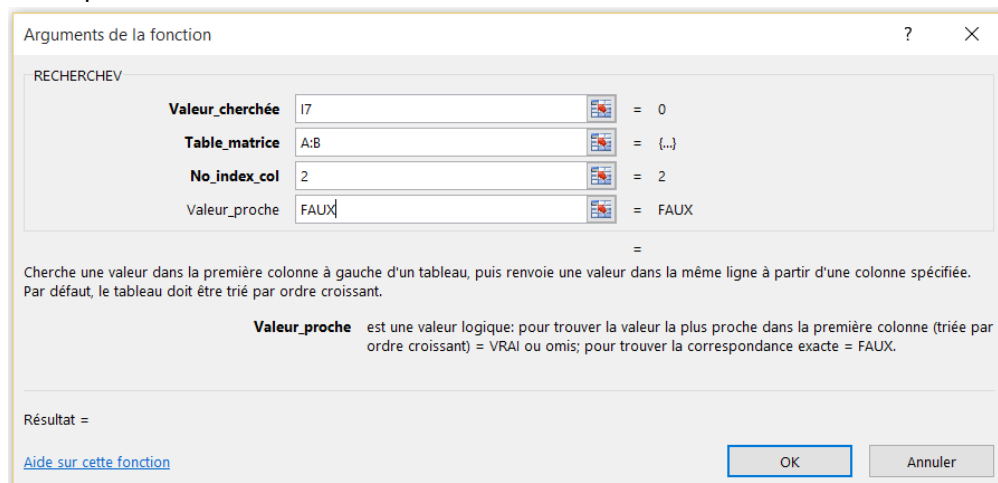 Arguments de la fonction ? ×
RECHERCHEV
Valeur_cherchée I7 = 0
Table_matrice A:B = {...}
No_index_col 2 = 2
Valeur_proche FAUX = FAUX
=
Cherche une valeur dans la première colonne à gauche d'un tableau, puis renvoie une valeur dans la même ligne à partir d'une colonne spécifiée.
Par défaut, le tableau doit être trié par ordre croissant.
Valeur_proche est une valeur logique: pour trouver la valeur la plus proche dans la première colonne (triée par
ordre croissant) = VRAI ou omis; pour trouver la correspondance exacte = FAUX.
Résultat =
Aide sur cette fonction OK Annuler